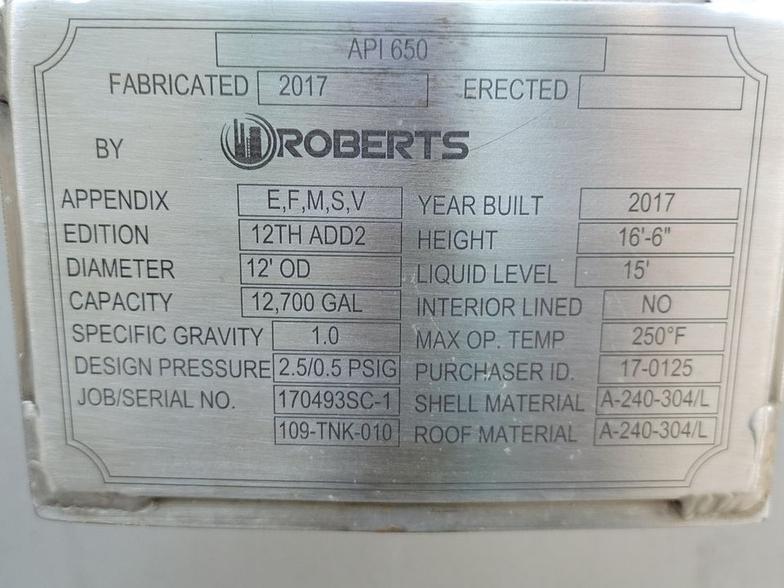 API 650
FABRICATED 2017 ERECTED
BY ROBERTS
APPENDIX E,F,M,S,V YEAR BUILT 2017
EDITION 12TH ADD2 HEIGHT 16'-6"
DIAMETER 12' OD LIQUID LEVEL 15'
CAPACITY 12,700 GAL INTERIOR LINED NO
SPECIFIC GRAVITY 1.0 MAX OP. TEMP 250°F
DESIGN PRESSURE 2.5/0.5 PSIG PURCHASER ID. 17-0125
JOB/SERIAL NO. 170493SC-1 SHELL MATERIAL A-240-304/L
109-TNK-010 ROOF MATERIAL A-240-304/L